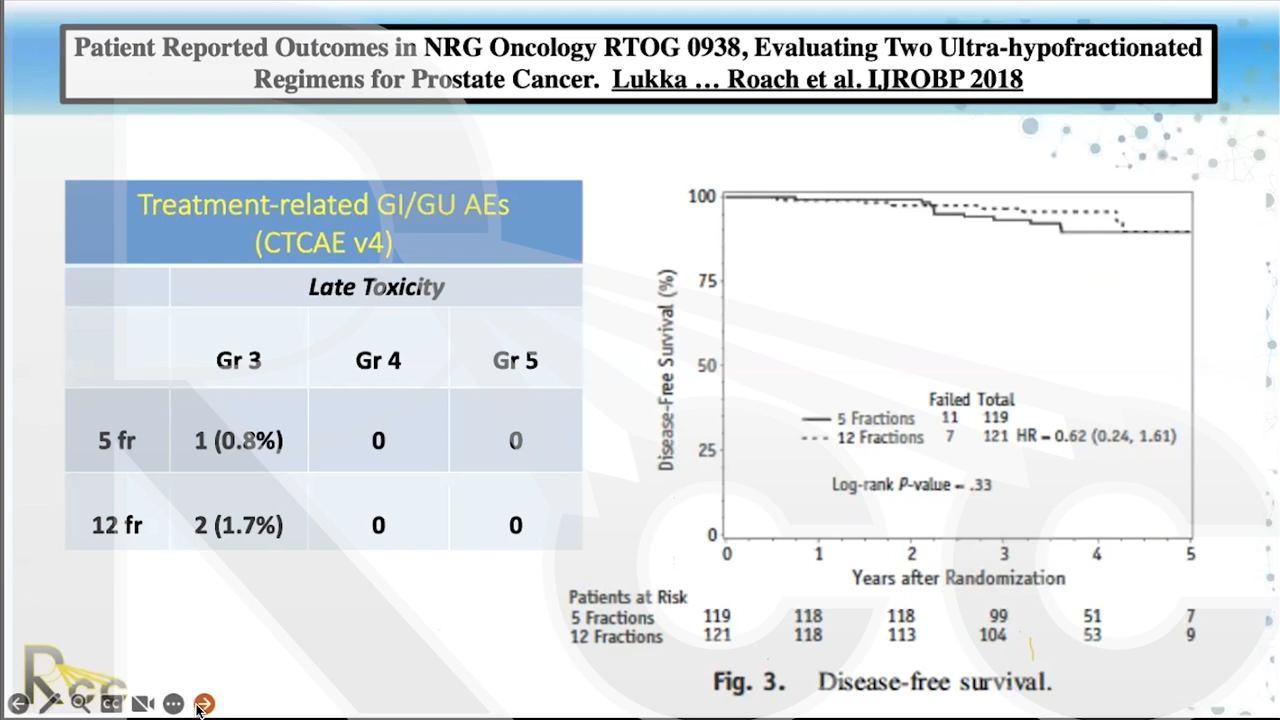 Patient Reported Outcomes in NRG Oncology RTOG 0938, Evaluating Two Ultra-hypofractionated
Regimens for Prostate Cancer. Lukka … Roach et al. IJROBP 2018
Treatment-related GI/GU AEs
(CTCAE v4)
Late Toxicity
Gr 3 Gr 4 Gr 5
5 fr 1 (0.8%) 0 0
12 fr 2 (1.7%) 0 0
100
75
50
25
0
Disease-Free Survival (%)
Failed Total
5 Fractions 11 119
12 Fractions 7 121 HR = 0.62 (0.24, 1.61)
Log-rank P-value = .33
0 1 2 3 4 5
Years after Randomization
Patients at Risk
5 Fractions 119 118 118 99 51 7
12 Fractions 121 118 113 104 53 9
Fig. 3. Disease-free survival.
Rcc
CC